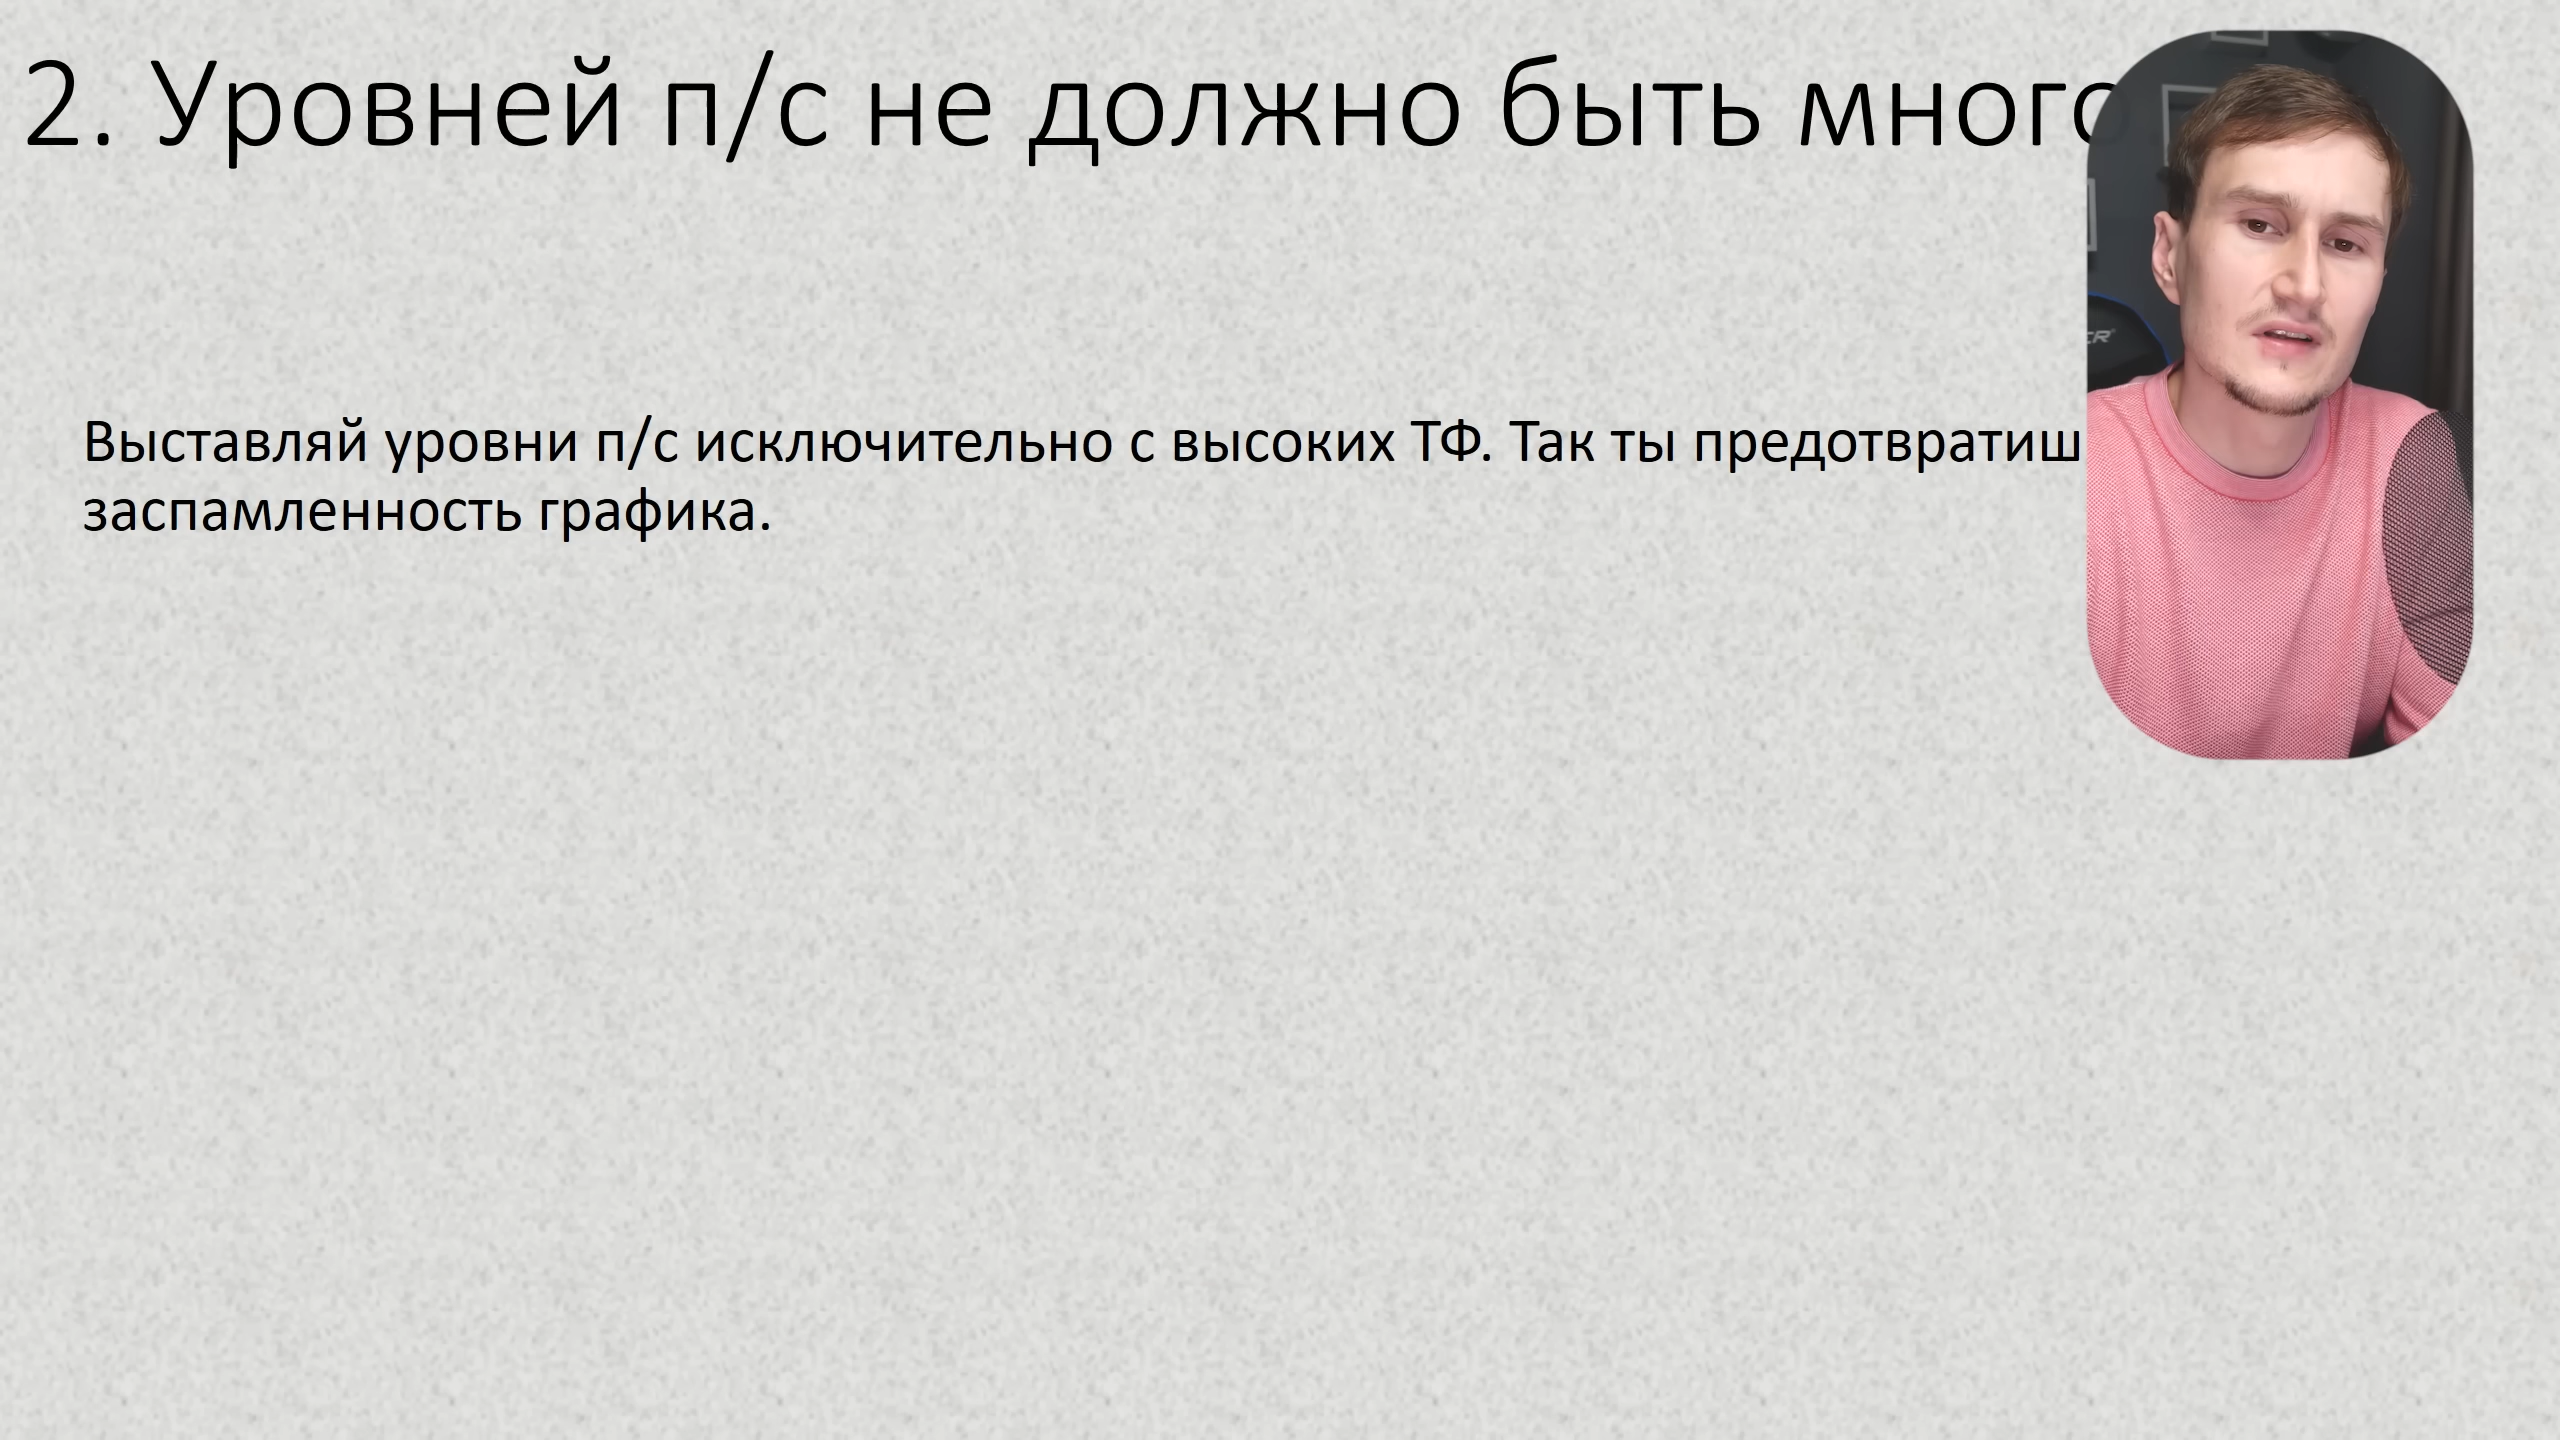 2. Уровней п/с не должно быть много
Выставляй уровни п/с исключительно с высоких ТФ. Так ты предотвратиш
заспамленность графика.